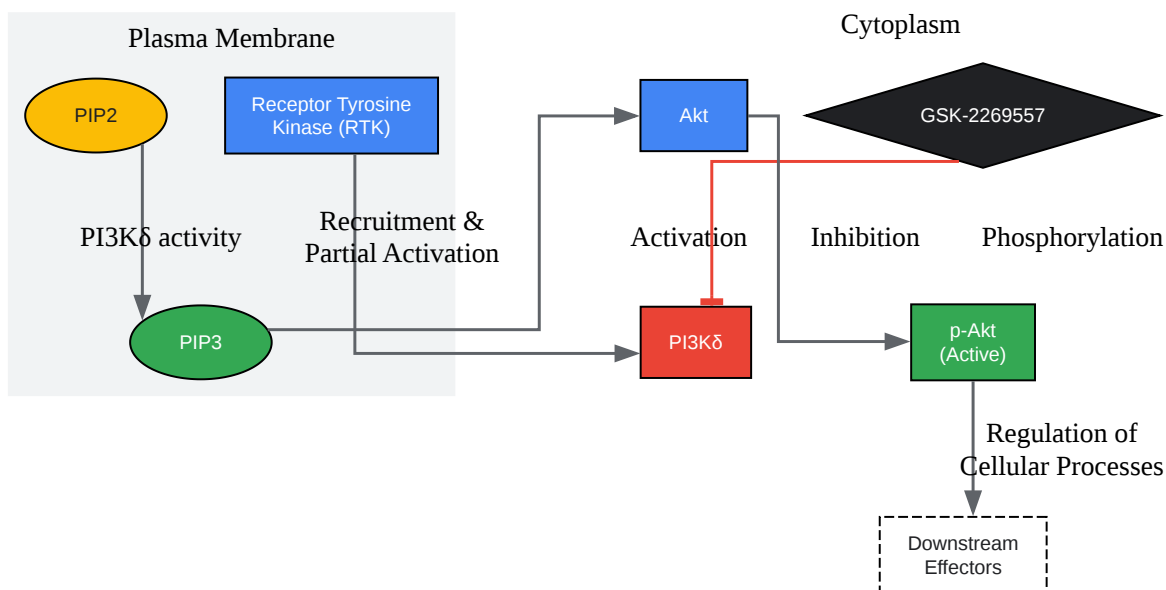 Plasma Membrane
Cytoplasm
PIP2
Receptor Tyrosine
Kinase (RTK)
Akt
GSK-2269557
PI3Kδ activity
Recruitment &
Partial Activation
Activation
Inhibition
Phosphorylation
PIP3
PI3Kδ
p-Akt
(Active)
Regulation of
Cellular Processes
Downstream
Effectors